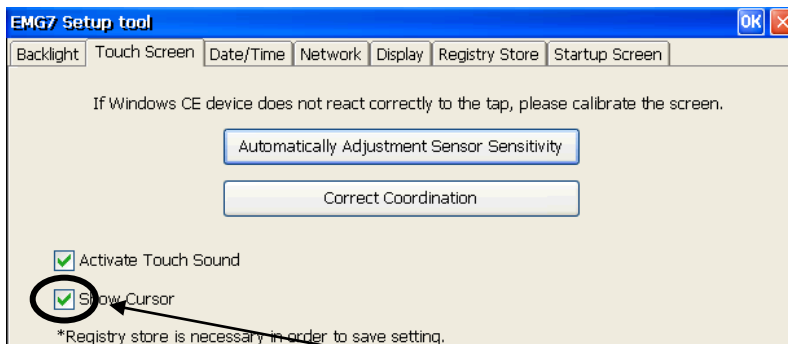 EMG7 Setup tool OK
Backlight Touch Screen Date/Time Network Display Registry Store Startup Screen
If Windows CE device does not react correctly to the tap, please calibrate the screen.
Automatically Adjustment Sensor Sensitivity
Correct Coordination
Activate Touch Sound
Show Cursor
*Registry store is necessary in order to save setting.